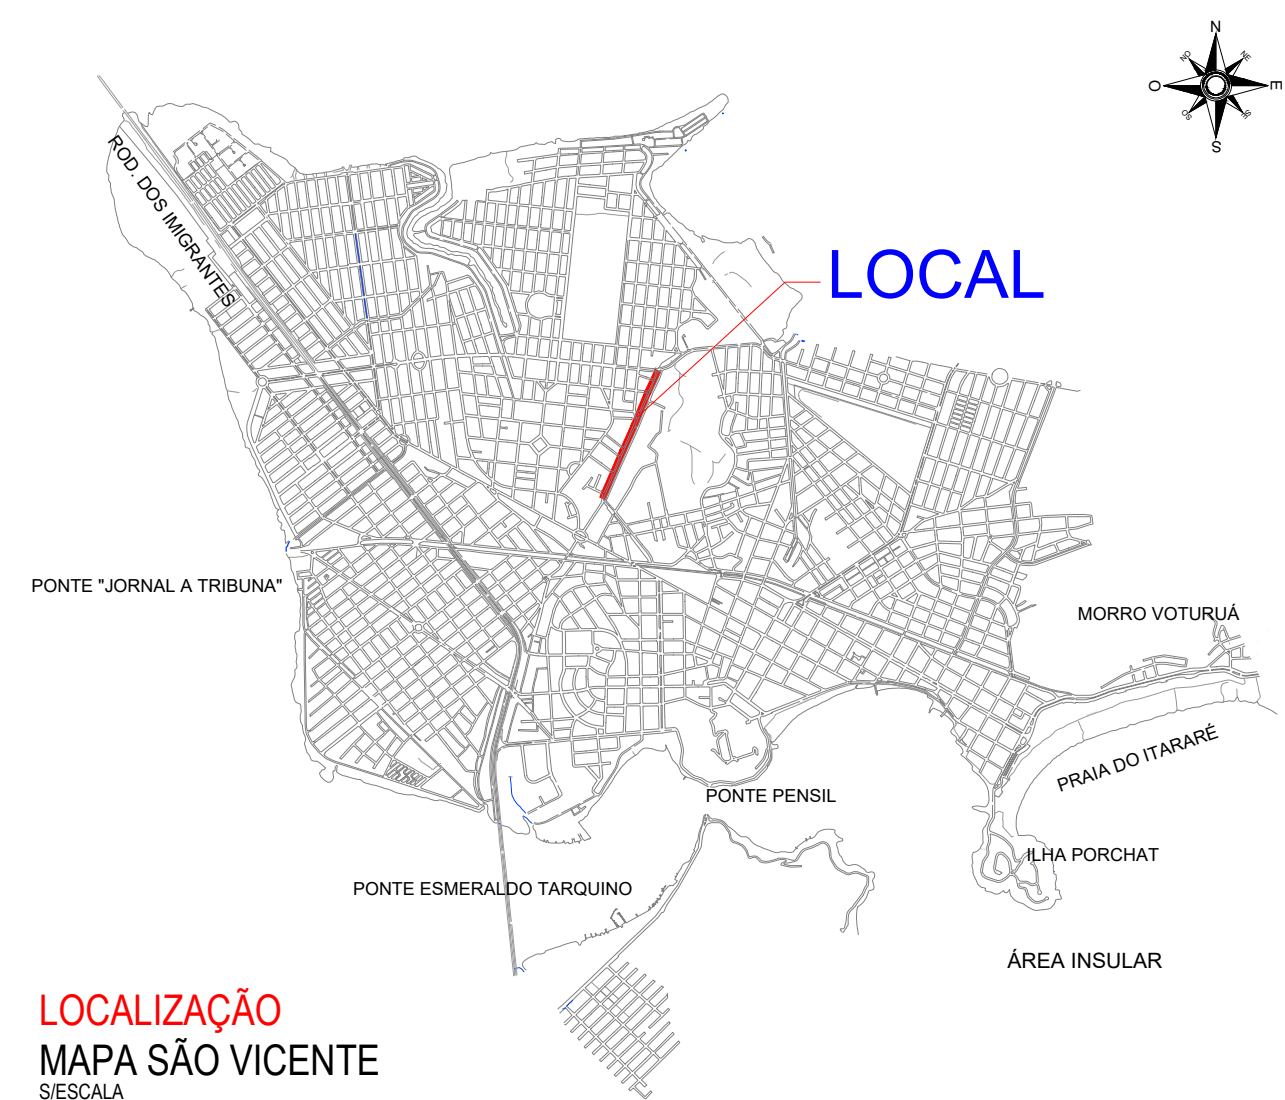 N
NO
NE
O
E
SO
SE
S
ROD. DOS IMIGRANTES
LOCAL
PONTE "JORNAL A TRIBUNA"
MORRO VOTURUÁ
PRAIA DO ITARARÉ
PONTE PENSIL
ILHA PORCHAT
PONTE ESMERALDO TARQUINO
ÁREA INSULAR
LOCALIZAÇÃO
MAPA SÃO VICENTE
S/ESCALA